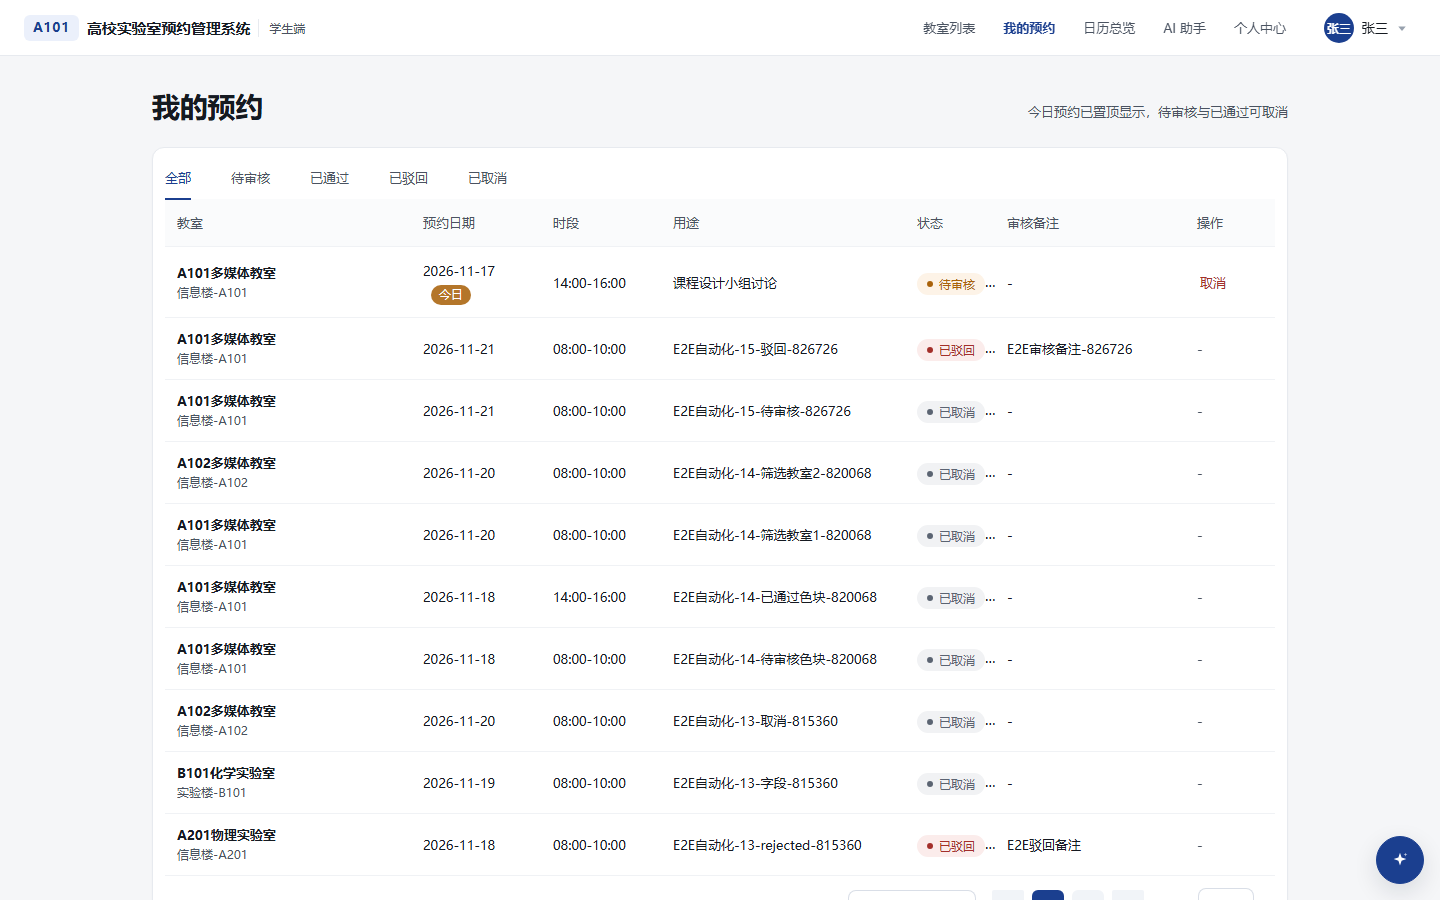 A101 高校实验室预约管理系统 学生端 教室列表 我的预约 日历总览 AI 助手 个人中心 张三 张三
我的预约 今日预约已置顶显示，待审核与已通过可取消
全部 待审核 已通过 已驳回 已取消
教室 预约日期 时段 用途 状态 审核备注 操作
A101多媒体教室
信息楼-A101
2026-11-17
今日
14:00-16:00 课程设计小组讨论 待审核 ... - 取消
A101多媒体教室
信息楼-A101
2026-11-21 08:00-10:00 E2E自动化-15-驳回-826726 已驳回 ... E2E审核备注-826726 -
A101多媒体教室
信息楼-A101
2026-11-21 08:00-10:00 E2E自动化-15-待审核-826726 已取消 ... - -
A102多媒体教室
信息楼-A102
2026-11-20 08:00-10:00 E2E自动化-14-筛选教室2-820068 已取消 ... - -
A101多媒体教室
信息楼-A101
2026-11-20 08:00-10:00 E2E自动化-14-筛选教室1-820068 已取消 ... - -
A101多媒体教室
信息楼-A101
2026-11-18 14:00-16:00 E2E自动化-14-已通过色块-820068 已取消 ... - -
A101多媒体教室
信息楼-A101
2026-11-18 08:00-10:00 E2E自动化-14-待审核色块-820068 已取消 ... - -
A102多媒体教室
信息楼-A102
2026-11-20 08:00-10:00 E2E自动化-13-取消-815360 已取消 ... - -
B101化学实验室
实验楼-B101
2026-11-19 08:00-10:00 E2E自动化-13-字段-815360 已取消 ... - -
A201物理实验室
信息楼-A201
2026-11-18 08:00-10:00 E2E自动化-13-rejected-815360 已驳回 ... E2E驳回备注 -